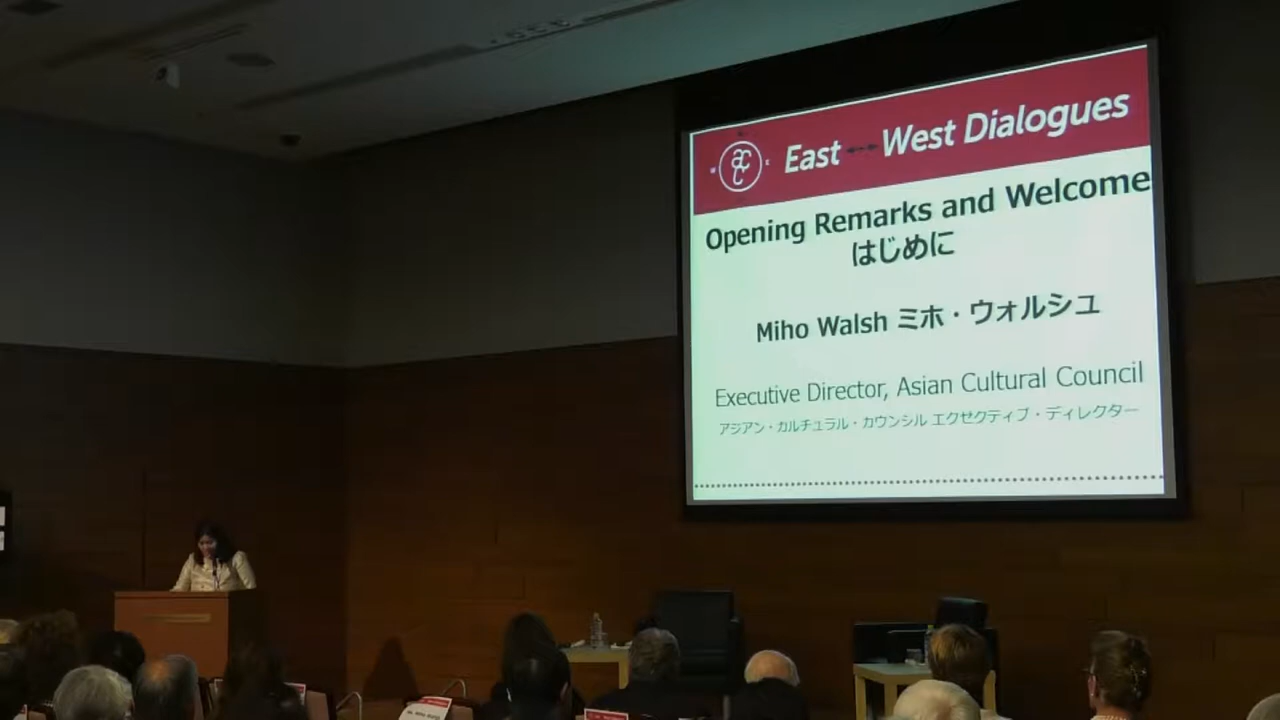 East West Dialogues
Opening Remarks and Welcome
はじめに
Miho Walsh ミホ・ウォルシュ
Executive Director, Asian Cultural Council
アジアン・カルチュラル・カウンシル エクゼクティブ・ディレクター